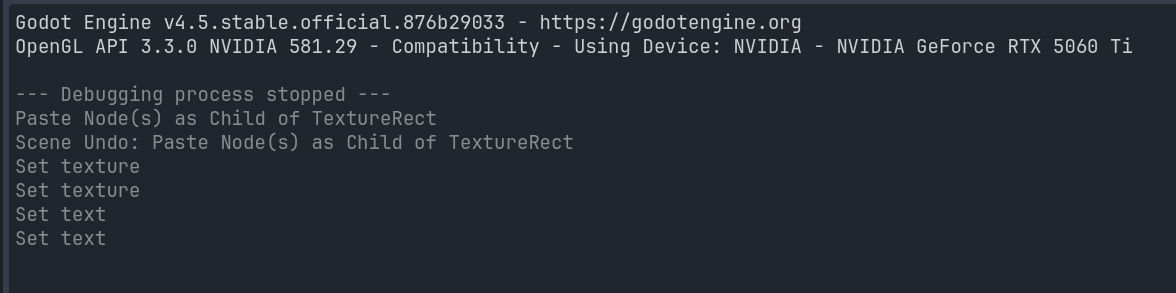 Godot Engine v4.5.stable.official.876b29033 - https://godotengine.org
OpenGL API 3.3.0 NVIDIA 581.29 - Compatibility - Using Device: NVIDIA - NVIDIA GeForce RTX 5060 Ti
--- Debugging process stopped ---
Paste Node(s) as Child of TextureRect
Scene Undo: Paste Node(s) as Child of TextureRect
Set texture
Set texture
Set text
Set text